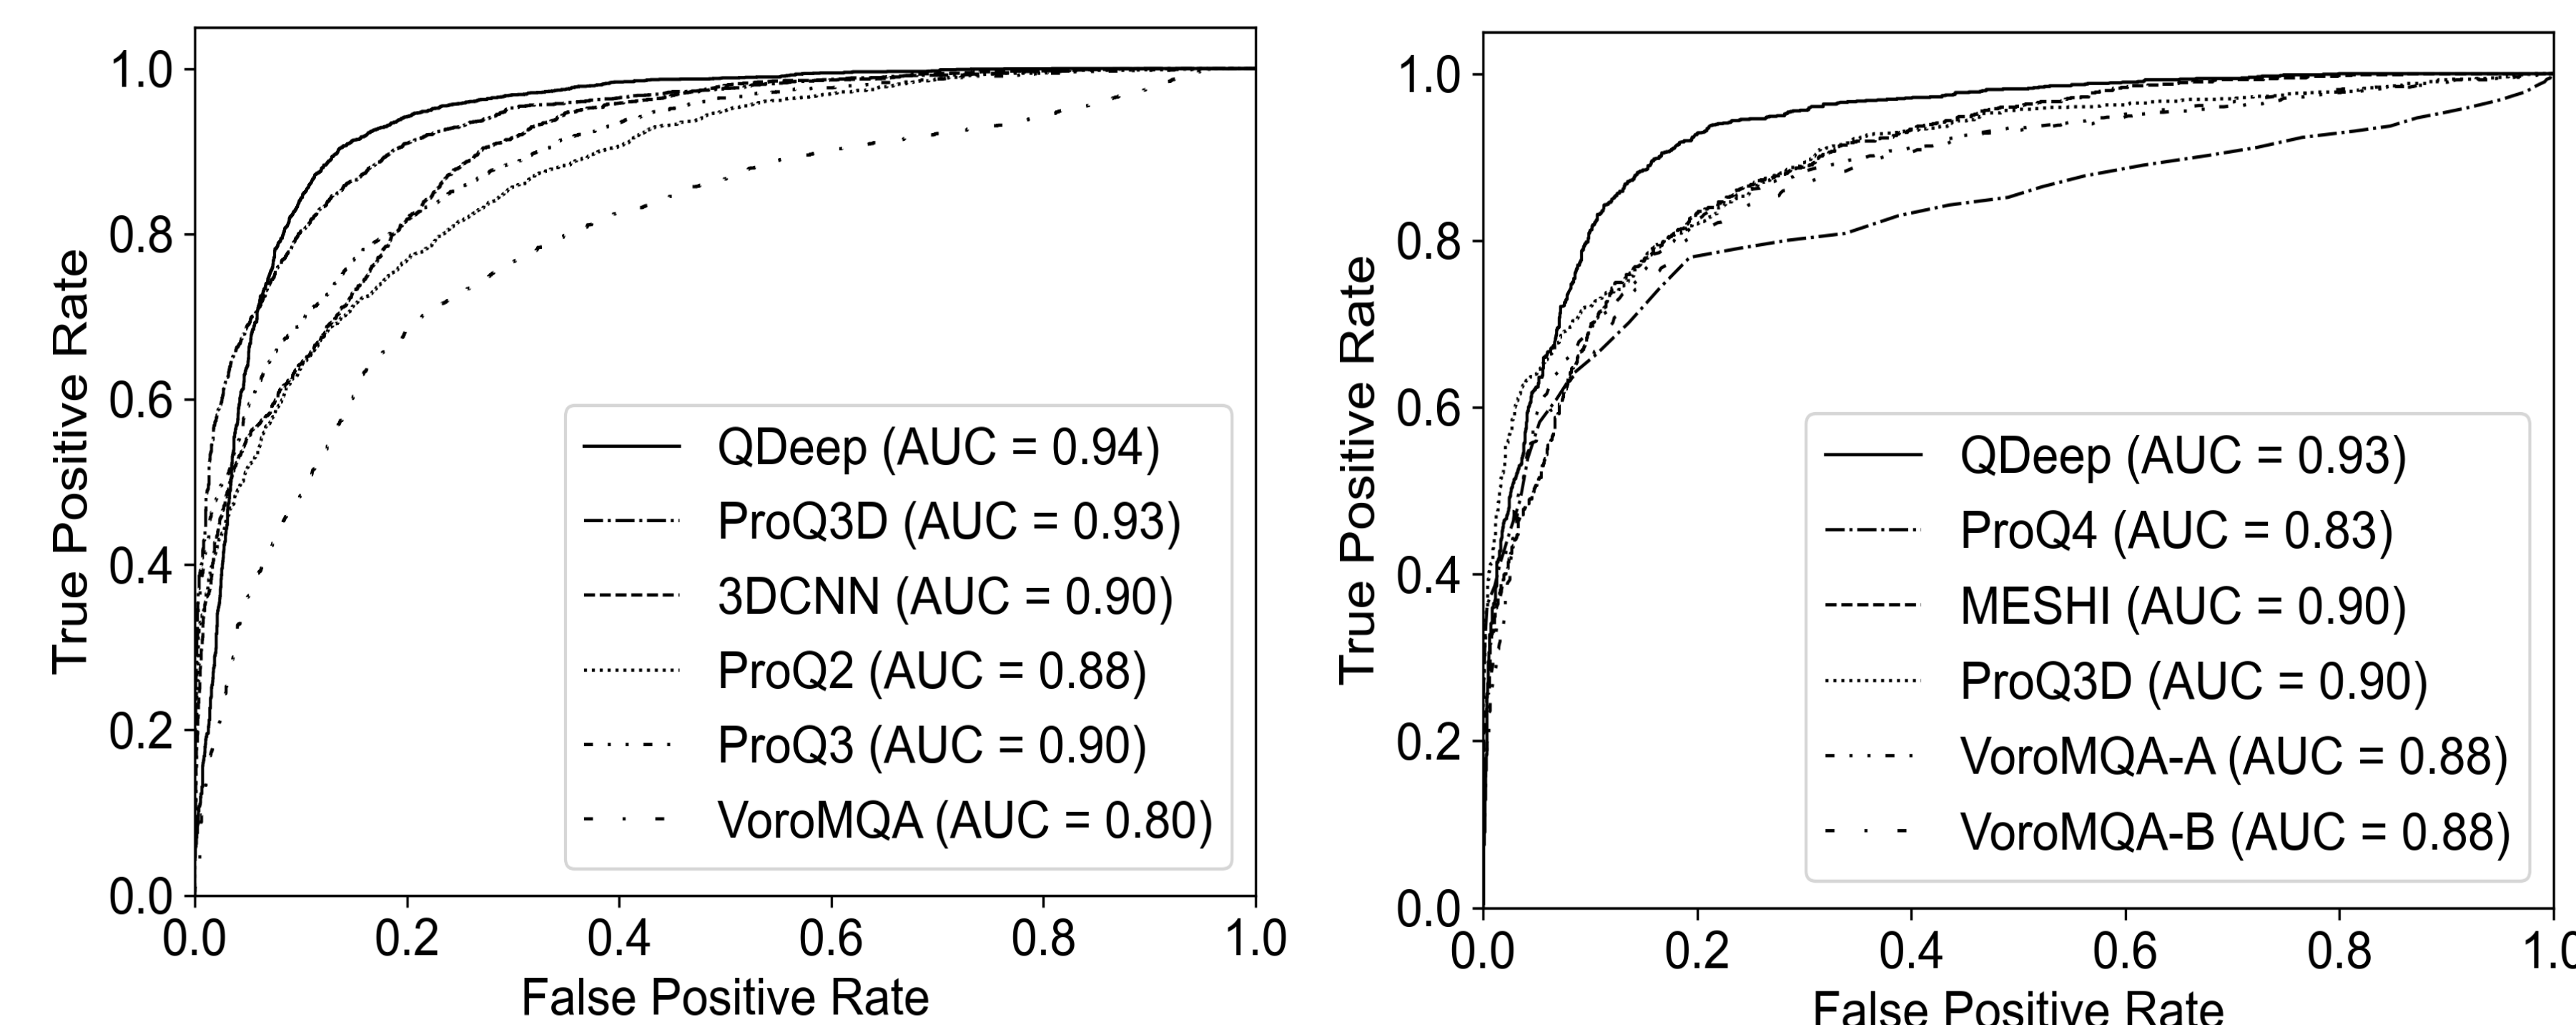 True Positive Rate
1.0
0.8
0.6
0.4
0.2
0.0
QDeep (AUC = 0.94)
ProQ3D (AUC = 0.93)
3DCNN (AUC = 0.90)
ProQ2 (AUC = 0.88)
ProQ3 (AUC = 0.90)
VoroMQA (AUC = 0.80)
0.0 0.2 0.4 0.6 0.8 1.0
False Positive Rate
True Positive Rate
1.0
0.8
0.6
0.4
0.2
0.0
QDeep (AUC = 0.93)
ProQ4 (AUC = 0.83)
MESHI (AUC = 0.90)
ProQ3D (AUC = 0.90)
VoroMQA-A (AUC = 0.88)
VoroMQA-B (AUC = 0.88)
0.0 0.2 0.4 0.6 0.8 1.0
False Positive Rate